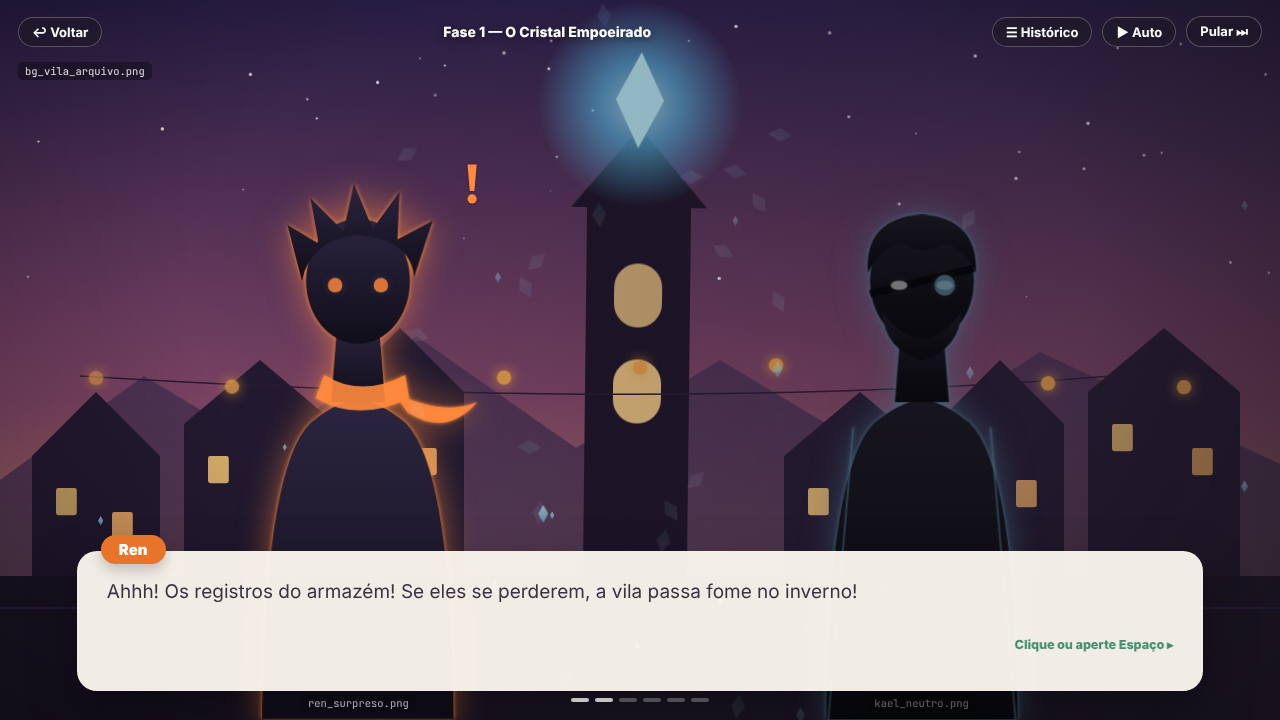 ↩ Voltar
Fase 1 — O Cristal Empoeirado
☰ Histórico
▶ Auto
Pular ⏭
bg_vila_arquivo.png
!
Ren
Ahhh! Os registros do armazém! Se eles se perderem, a vila passa fome no inverno!
Clique ou aperte Espaço ▸
ren_surpreso.png
kael_neutro.png